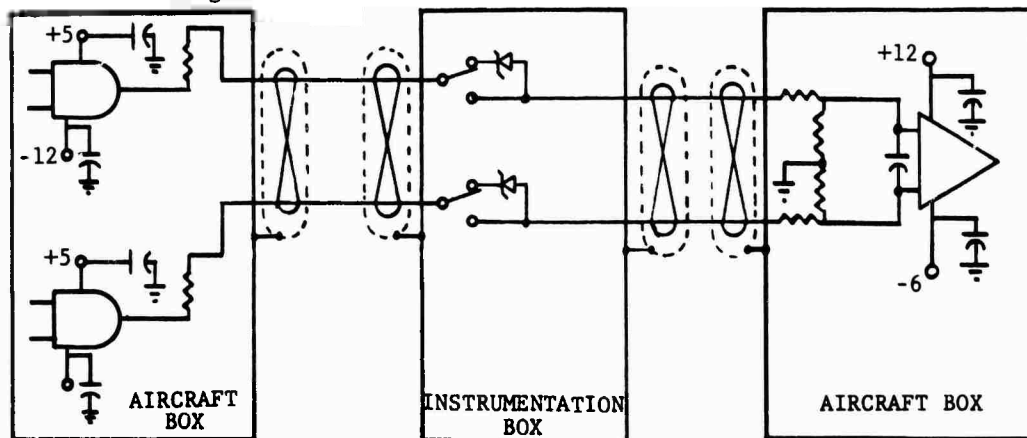 +5
-12
+5
+12
-6
AIRCRAFT
BOX
INSTRUMENTATION
BOX
AIRCRAFT BOX